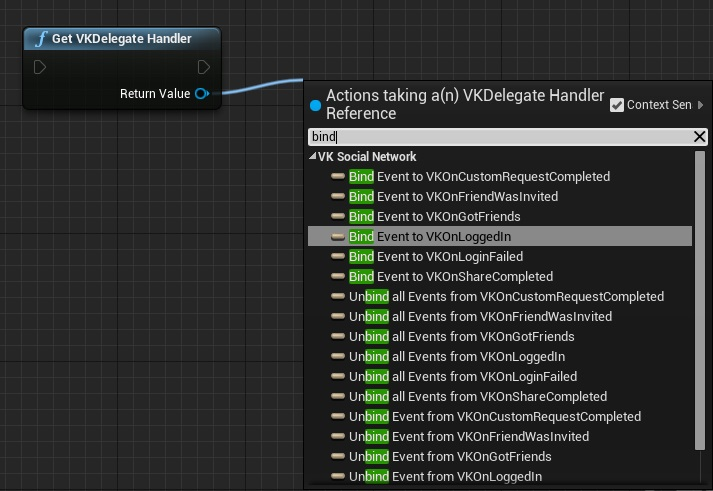 f Get VKDelegate Handler
Return Value
Actions taking a(n) VKDelegate Handler
Reference
Context Sen
bind
VK Social Network
Bind Event to VKOnCustomRequestCompleted
Bind Event to VKOnFriendWasInvited
Bind Event to VKOnGotFriends
Bind Event to VKOnLoggedIn
Bind Event to VKOnLoginFailed
Bind Event to VKOnShareCompleted
Unbind all Events from VKOnCustomRequestCompleted
Unbind all Events from VKOnFriendWasInvited
Unbind all Events from VKOnGotFriends
Unbind all Events from VKOnLoggedIn
Unbind all Events from VKOnLoginFailed
Unbind all Events from VKOnShareCompleted
Unbind Event from VKOnCustomRequestCompleted
Unbind Event from VKOnFriendWasInvited
Unbind Event from VKOnGotFriends
Unbind Event from VKOnLoggedIn